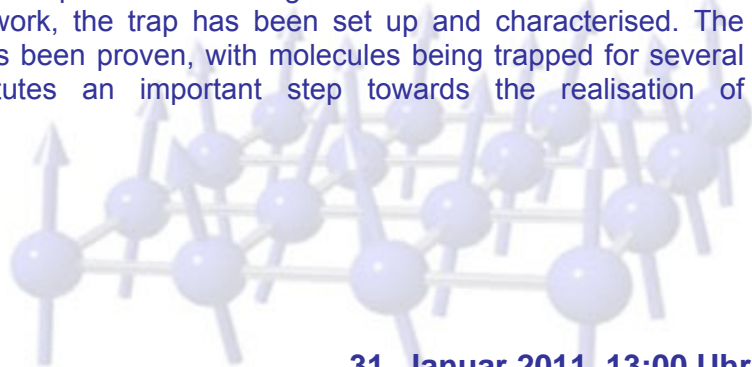 work, the trap has been set up and characterised. The
s been proven, with molecules being trapped for several
tutes an important step towards the realisation of
31. Januar 2011, 13:00 Uhr